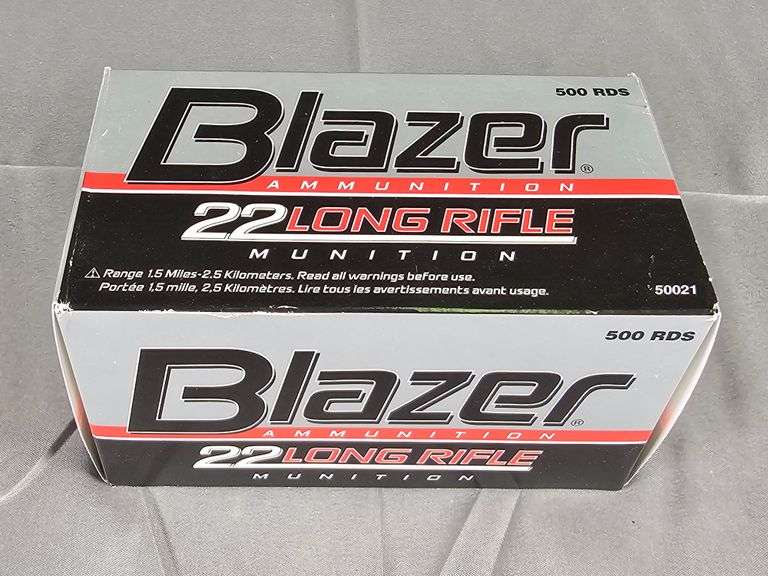 500 RDS
Blazer®
AMMUNITION
22 LONG RIFLE
MUNITION
⚠ Range 1.5 Miles-2.5 Kilometers. Read all warnings before use.
Portée 1,5 mille, 2,5 Kilomètres. Lire tous les avertissements avant usage.
50021
500 RDS
Blazer®
AMMUNITION
22 LONG RIFLE
MUNITION